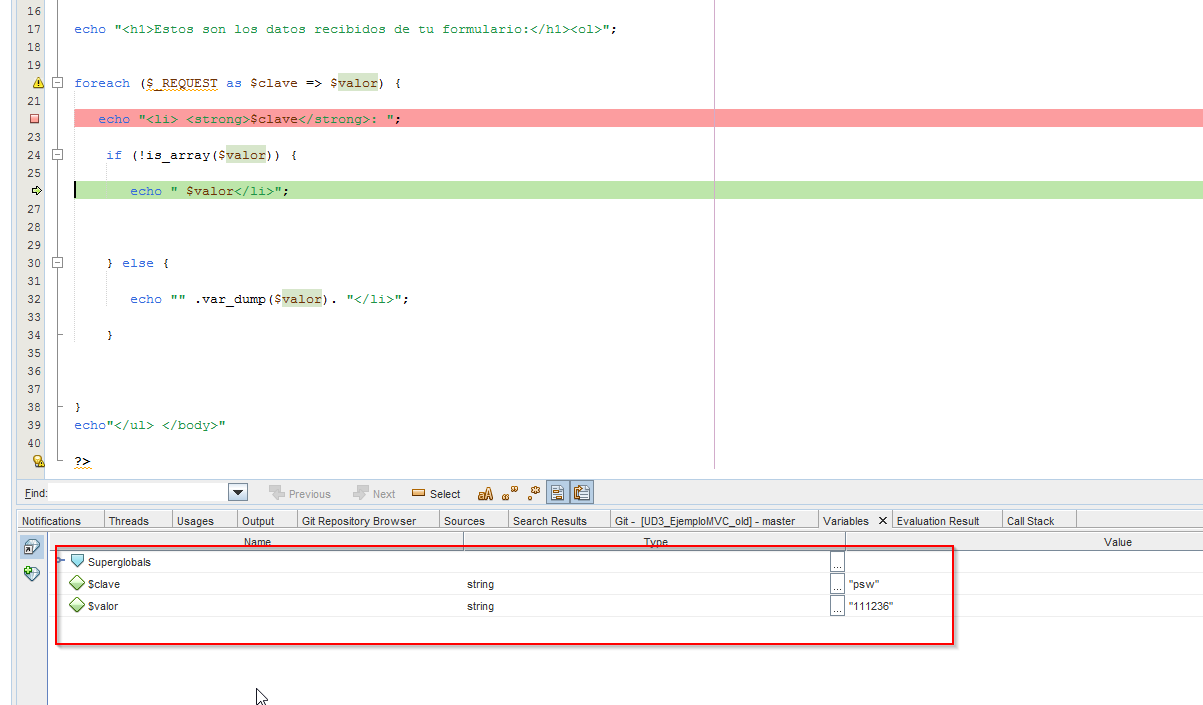 16
17 echo "<h1>Estos son los datos recibidos de tu formulario:</h1><ol>";
18
19
foreach ($_REQUEST as $clave => $valor) {
21
echo "<li> <strong>$clave</strong>: ";
23
24 if (!is_array($valor)) {
25
echo " $valor</li>";
27
28
29
30 } else {
31
32 echo "" .var_dump($valor). "</li>";
33
34 }
35
36
37
38 }
39 echo"</ul> </body>"
40
?>
Find: Previous Next Select aA " .*
Notifications Threads Usages Output Git Repository Browser Sources Search Results Git - [UD3_EjemploMVC_old] - master Variables X Evaluation Result Call Stack
Name Type Value
Superglobals ...
$clave string ... "psw"
$valor string ... "111236"